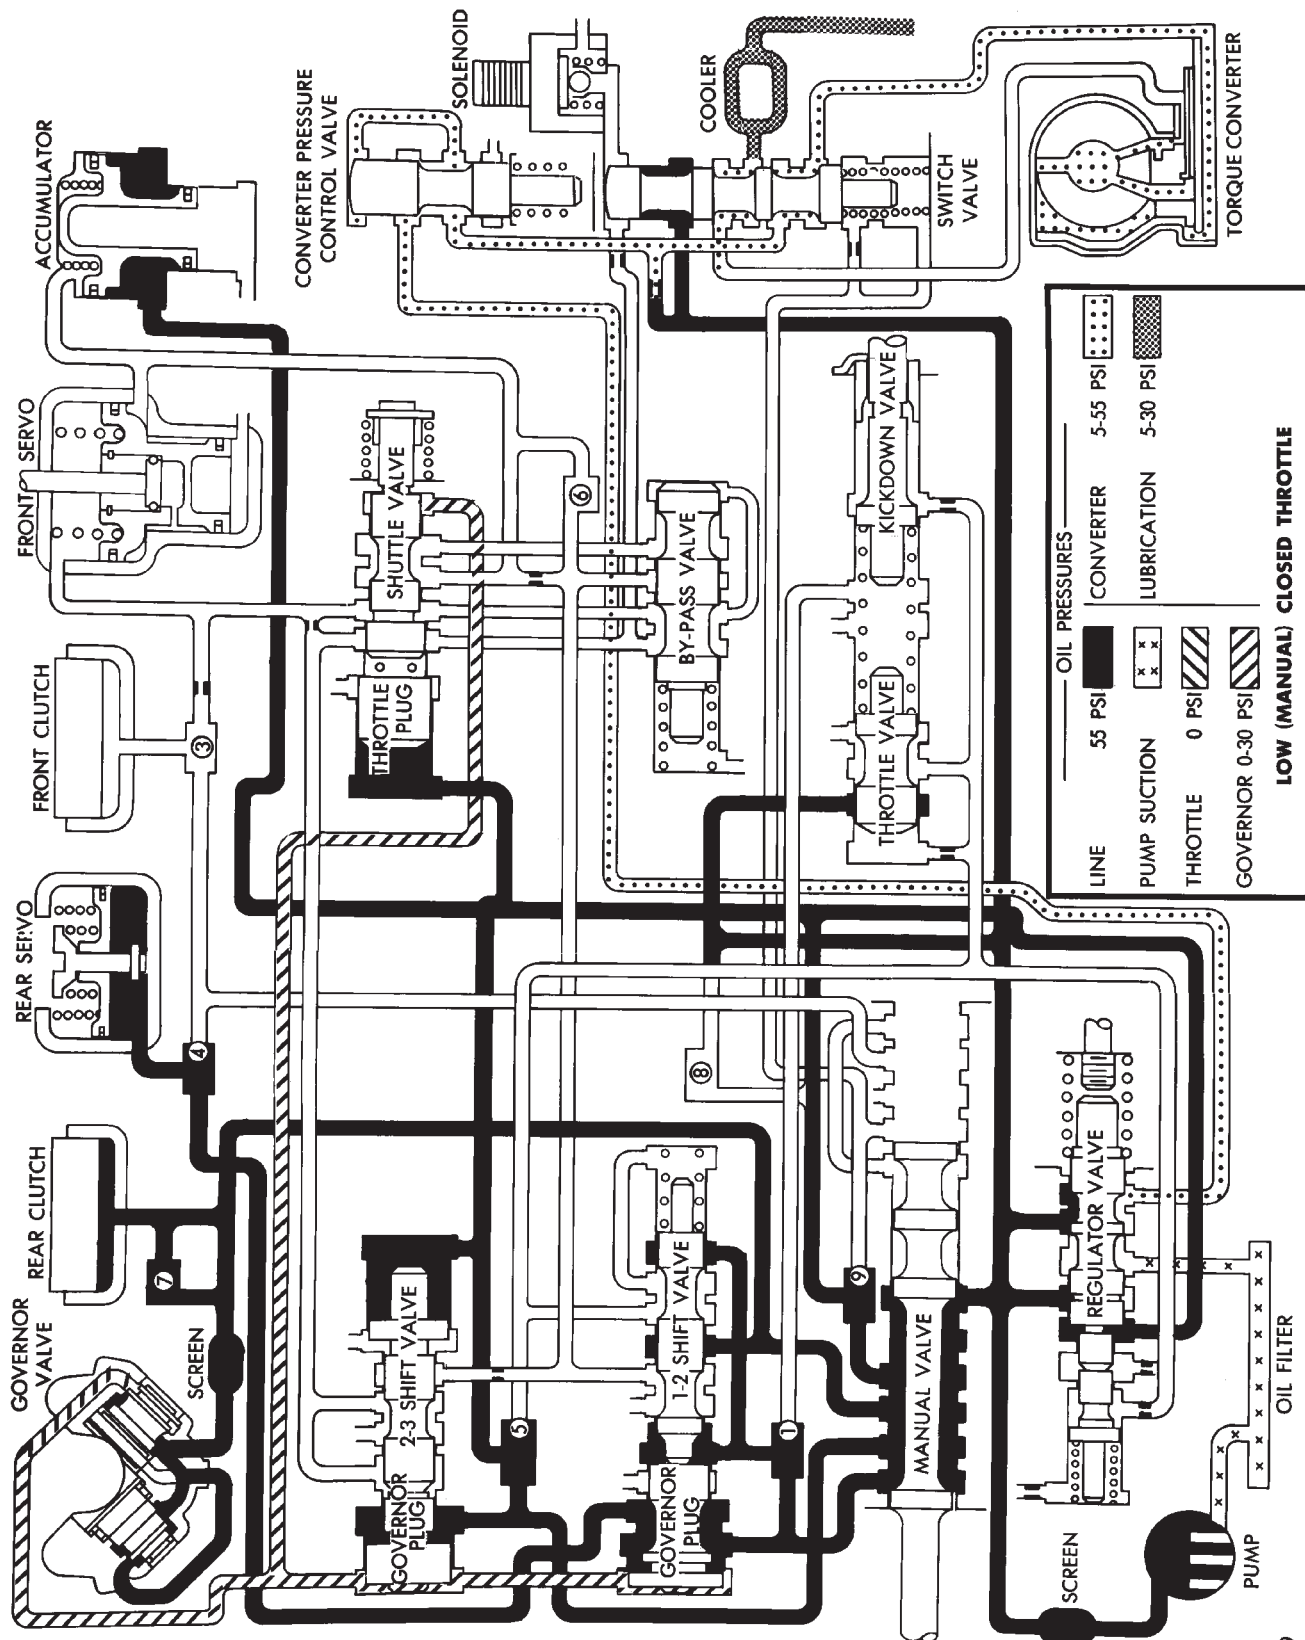 ACCUMULATOR
CONVERTER PRESSURE
CONTROL VALVE
SOLENOID
COOLER
SWITCH
VALVE
TORQUE CONVERTER
FRONT SERVO
SHUTTLE VALVE
THROTTLE
PLUG
6
BY-PASS VALVE
KICKDOWN VALVE
THROTTLE VALVE
FRONT CLUTCH
3
REAR SERVO
4
REAR CLUTCH
7
GOVERNOR
VALVE
SCREEN
2-3 SHIFT VALVE
GOVERNOR
PLUG
5
8
1-2 SHIFT VALVE
GOVERNOR
PLUG
1
9
MANUAL VALVE
REGULATOR VALVE
SCREEN
PUMP
OIL FILTER
OIL PRESSURES
LINE 55 PSI
CONVERTER 5-55 PSI
PUMP SUCTION
LUBRICATION 5-30 PSI
THROTTLE 0 PSI
GOVERNOR 0-30 PSI
LOW (MANUAL) CLOSED THROTTLE